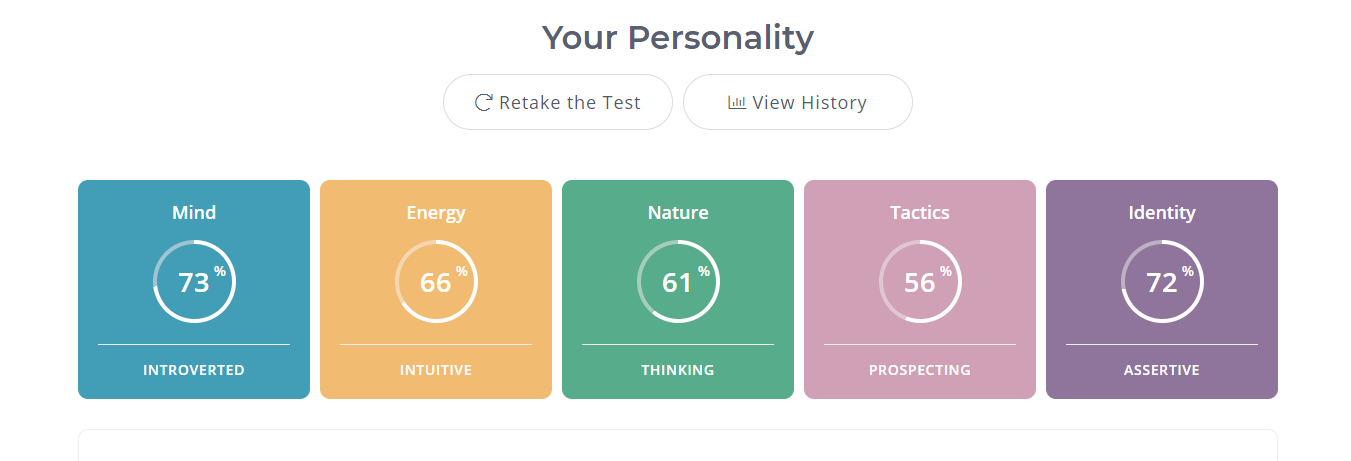 Your Personality
Retake the Test
View History
Mind
73%
INTROVERTED
Energy
66%
INTUITIVE
Nature
61%
THINKING
Tactics
56%
PROSPECTING
Identity
72%
ASSERTIVE